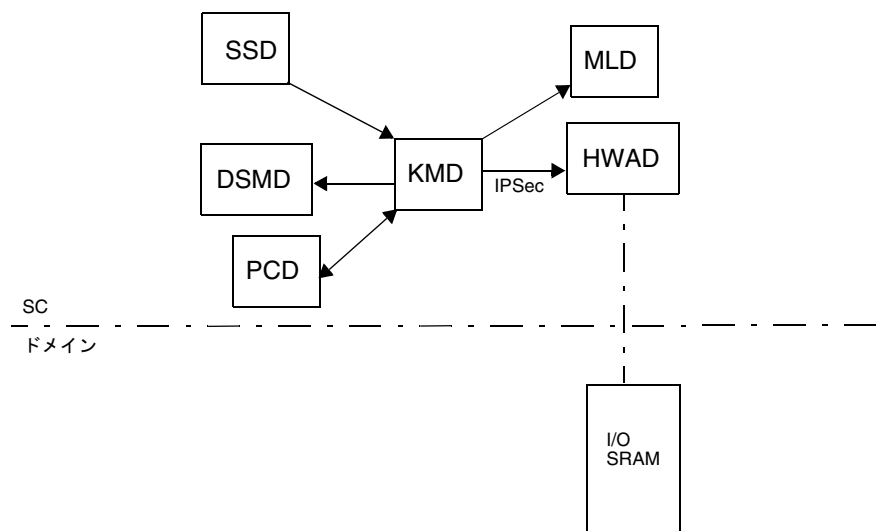 SSD
MLD
DSMD
KMD
IPSec
HWAD
PCD
SC
ドメイン
I/O
SRAM